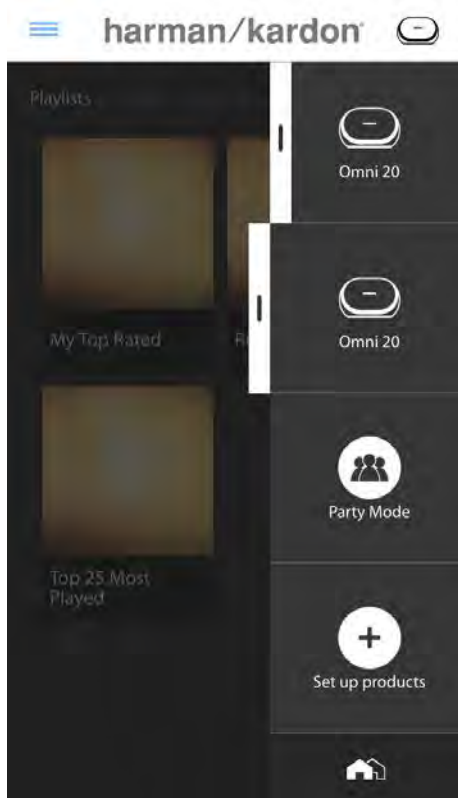 harman/kardon
Playlists
Omni 20
My Top Rated
Omni 20
Party Mode
Top 25 Most
Played
Set up products